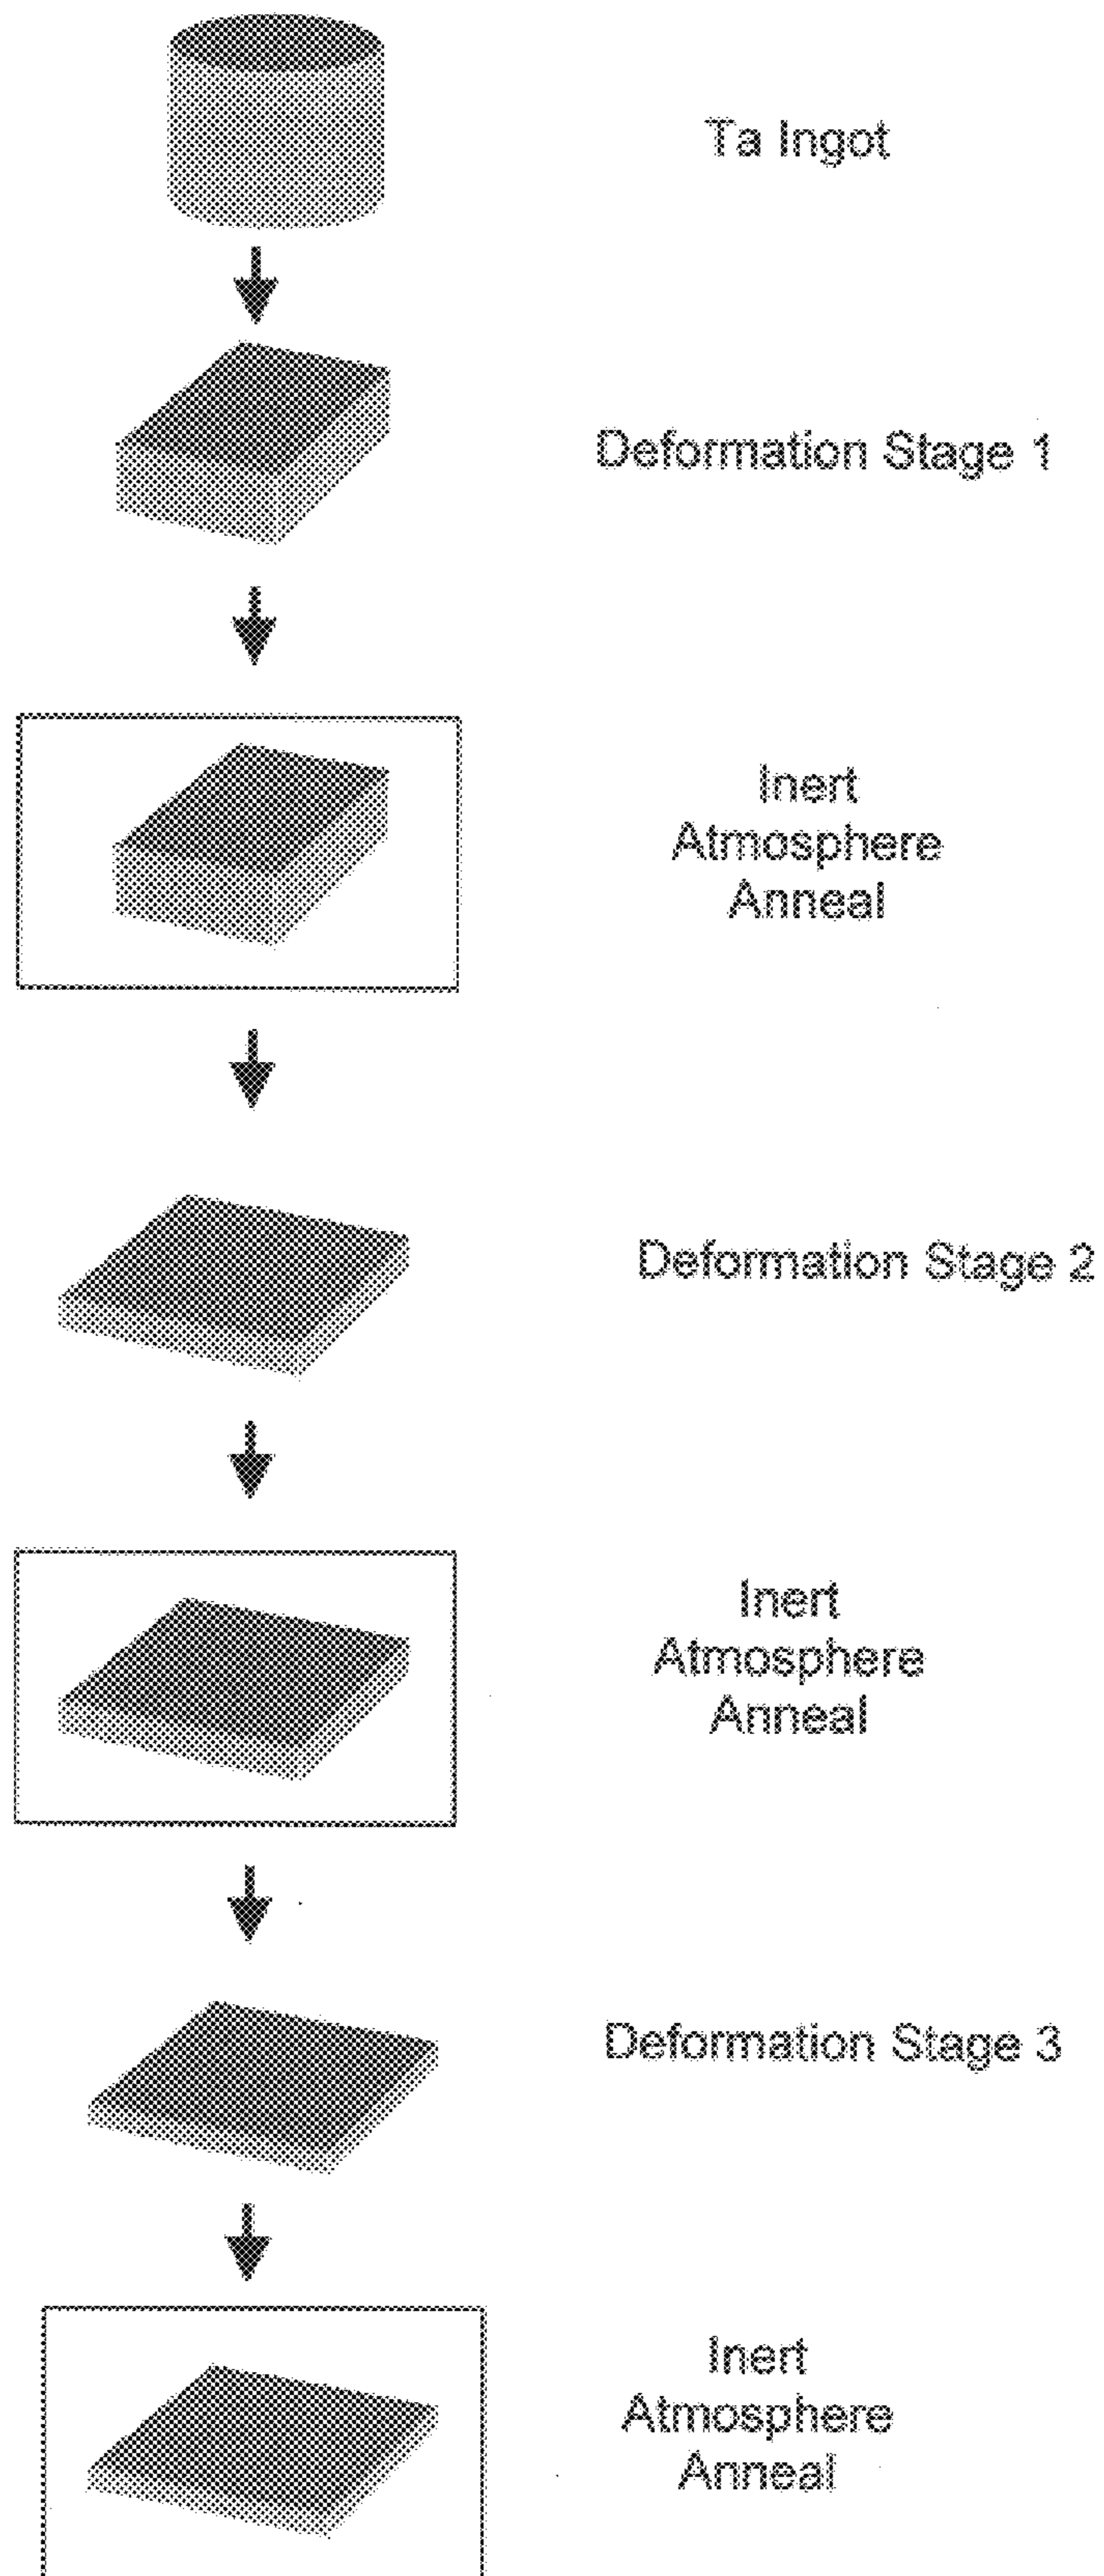 Ta Ingot
Deformation Stage 1
Inert
Atmosphere
Anneal
Deformation Stage 2
Inert
Atmosphere
Anneal
Deformation Stage 3
Inert
Atmosphere
Anneal